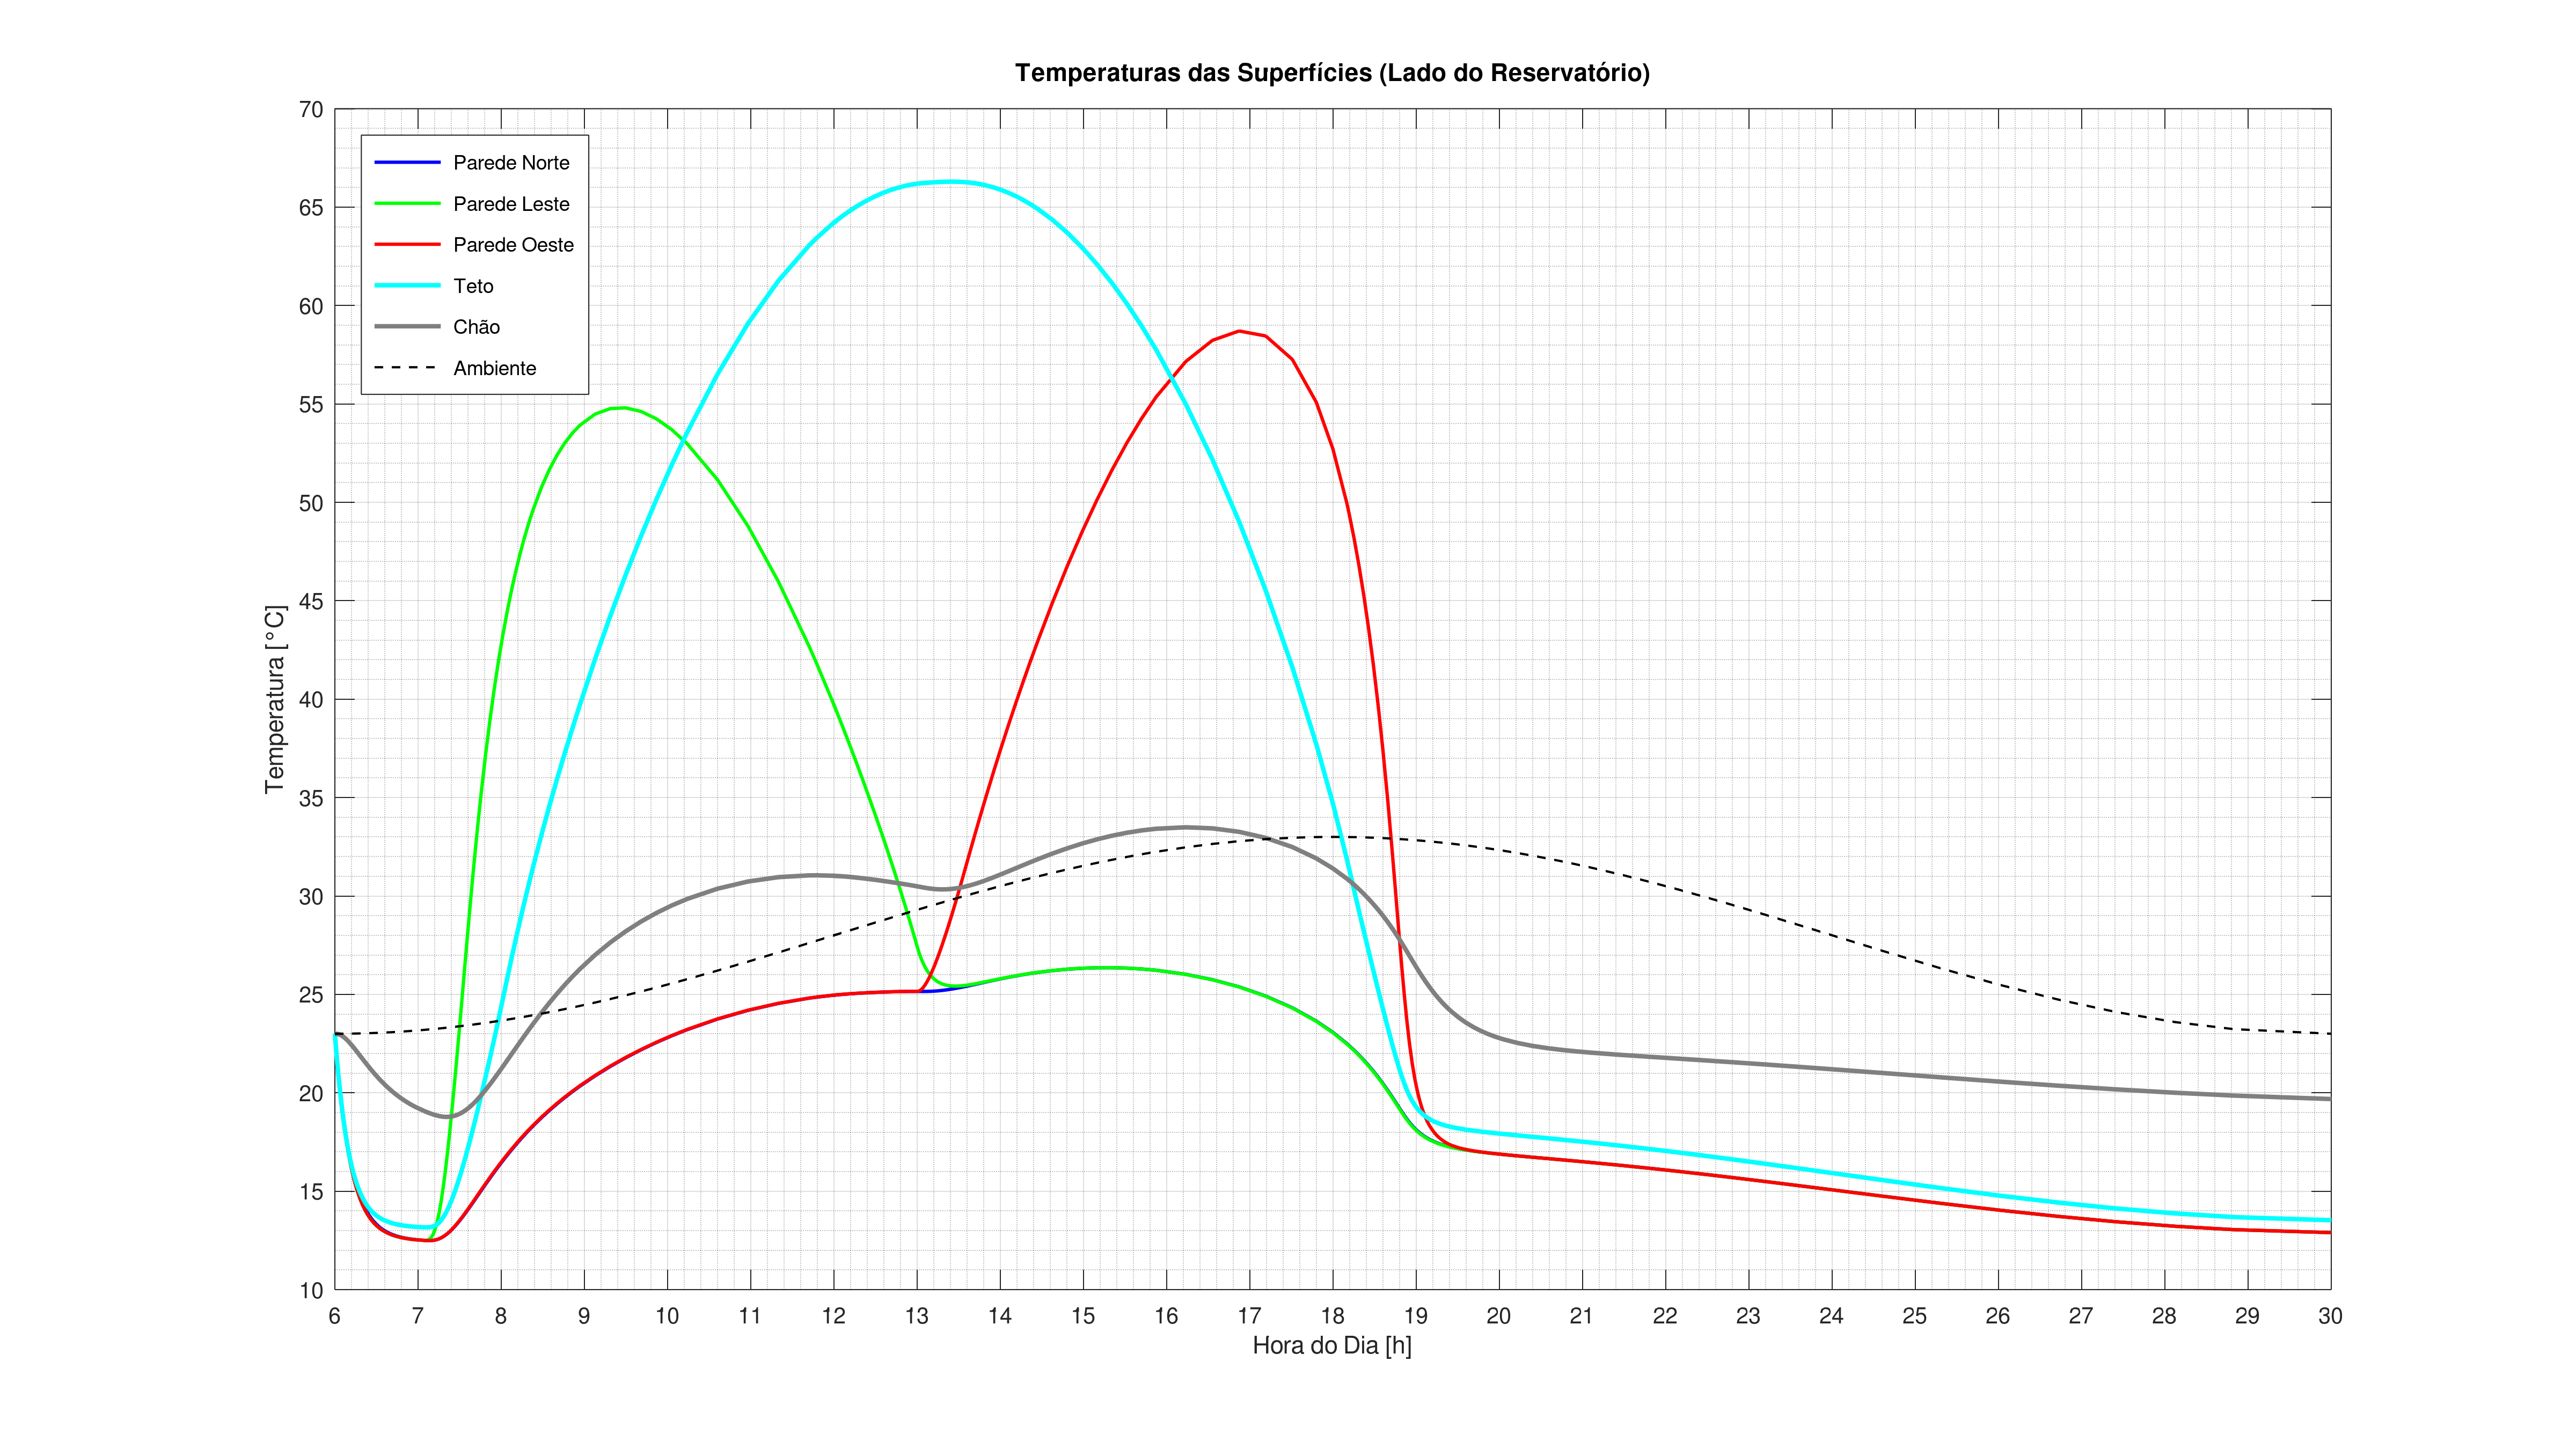 Temperaturas das Superfícies (Lado do Reservatório)
70
65
60
55
50
45
40
35
30
25
20
15
10
Temperatura [°C]
Parede Norte
Parede Leste
Parede Oeste
Teto
Chão
Ambiente
6 7 8 9 10 11 12 13 14 15 16 17 18 19 20 21 22 23 24 25 26 27 28 29 30
Hora do Dia [h]